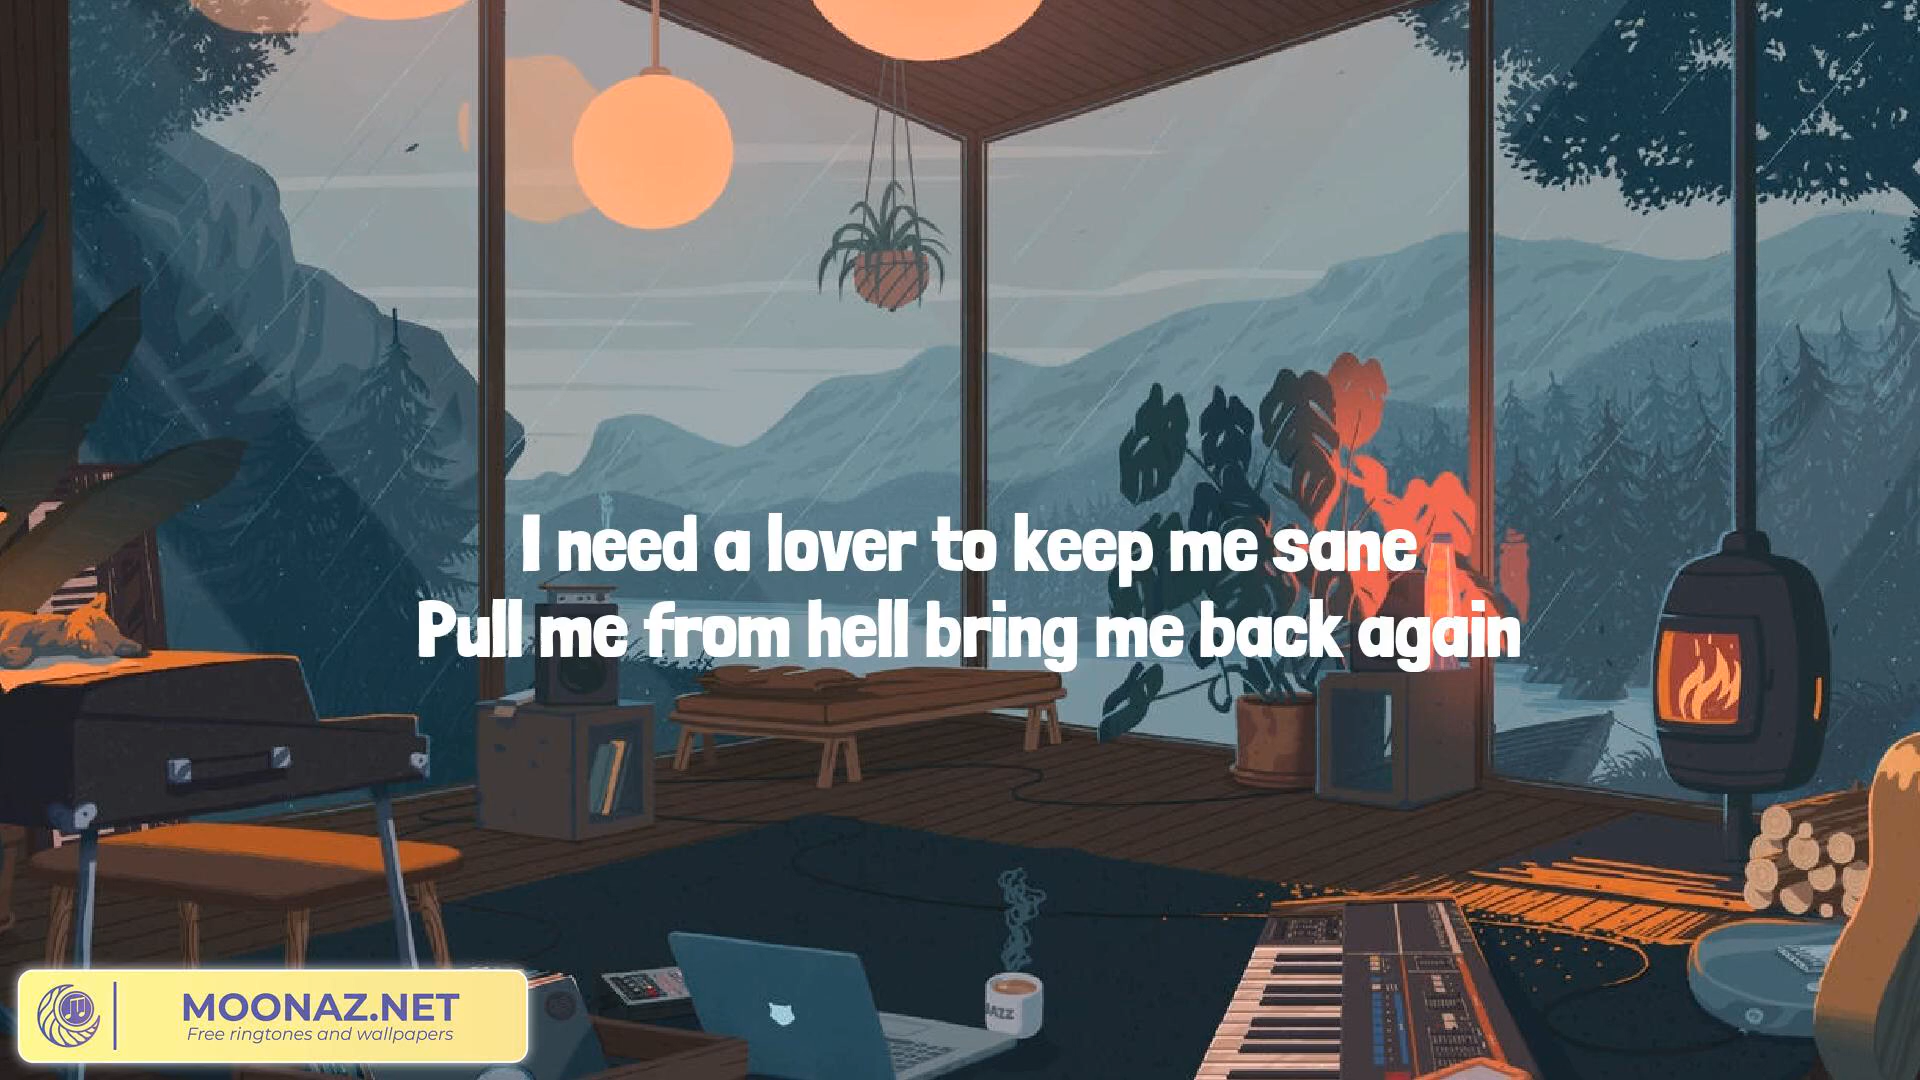 I need a lover to keep me sane
Pull me from hell bring me back again
JAZZ
MOONAZ.NET
Free ringtones and wallpapers